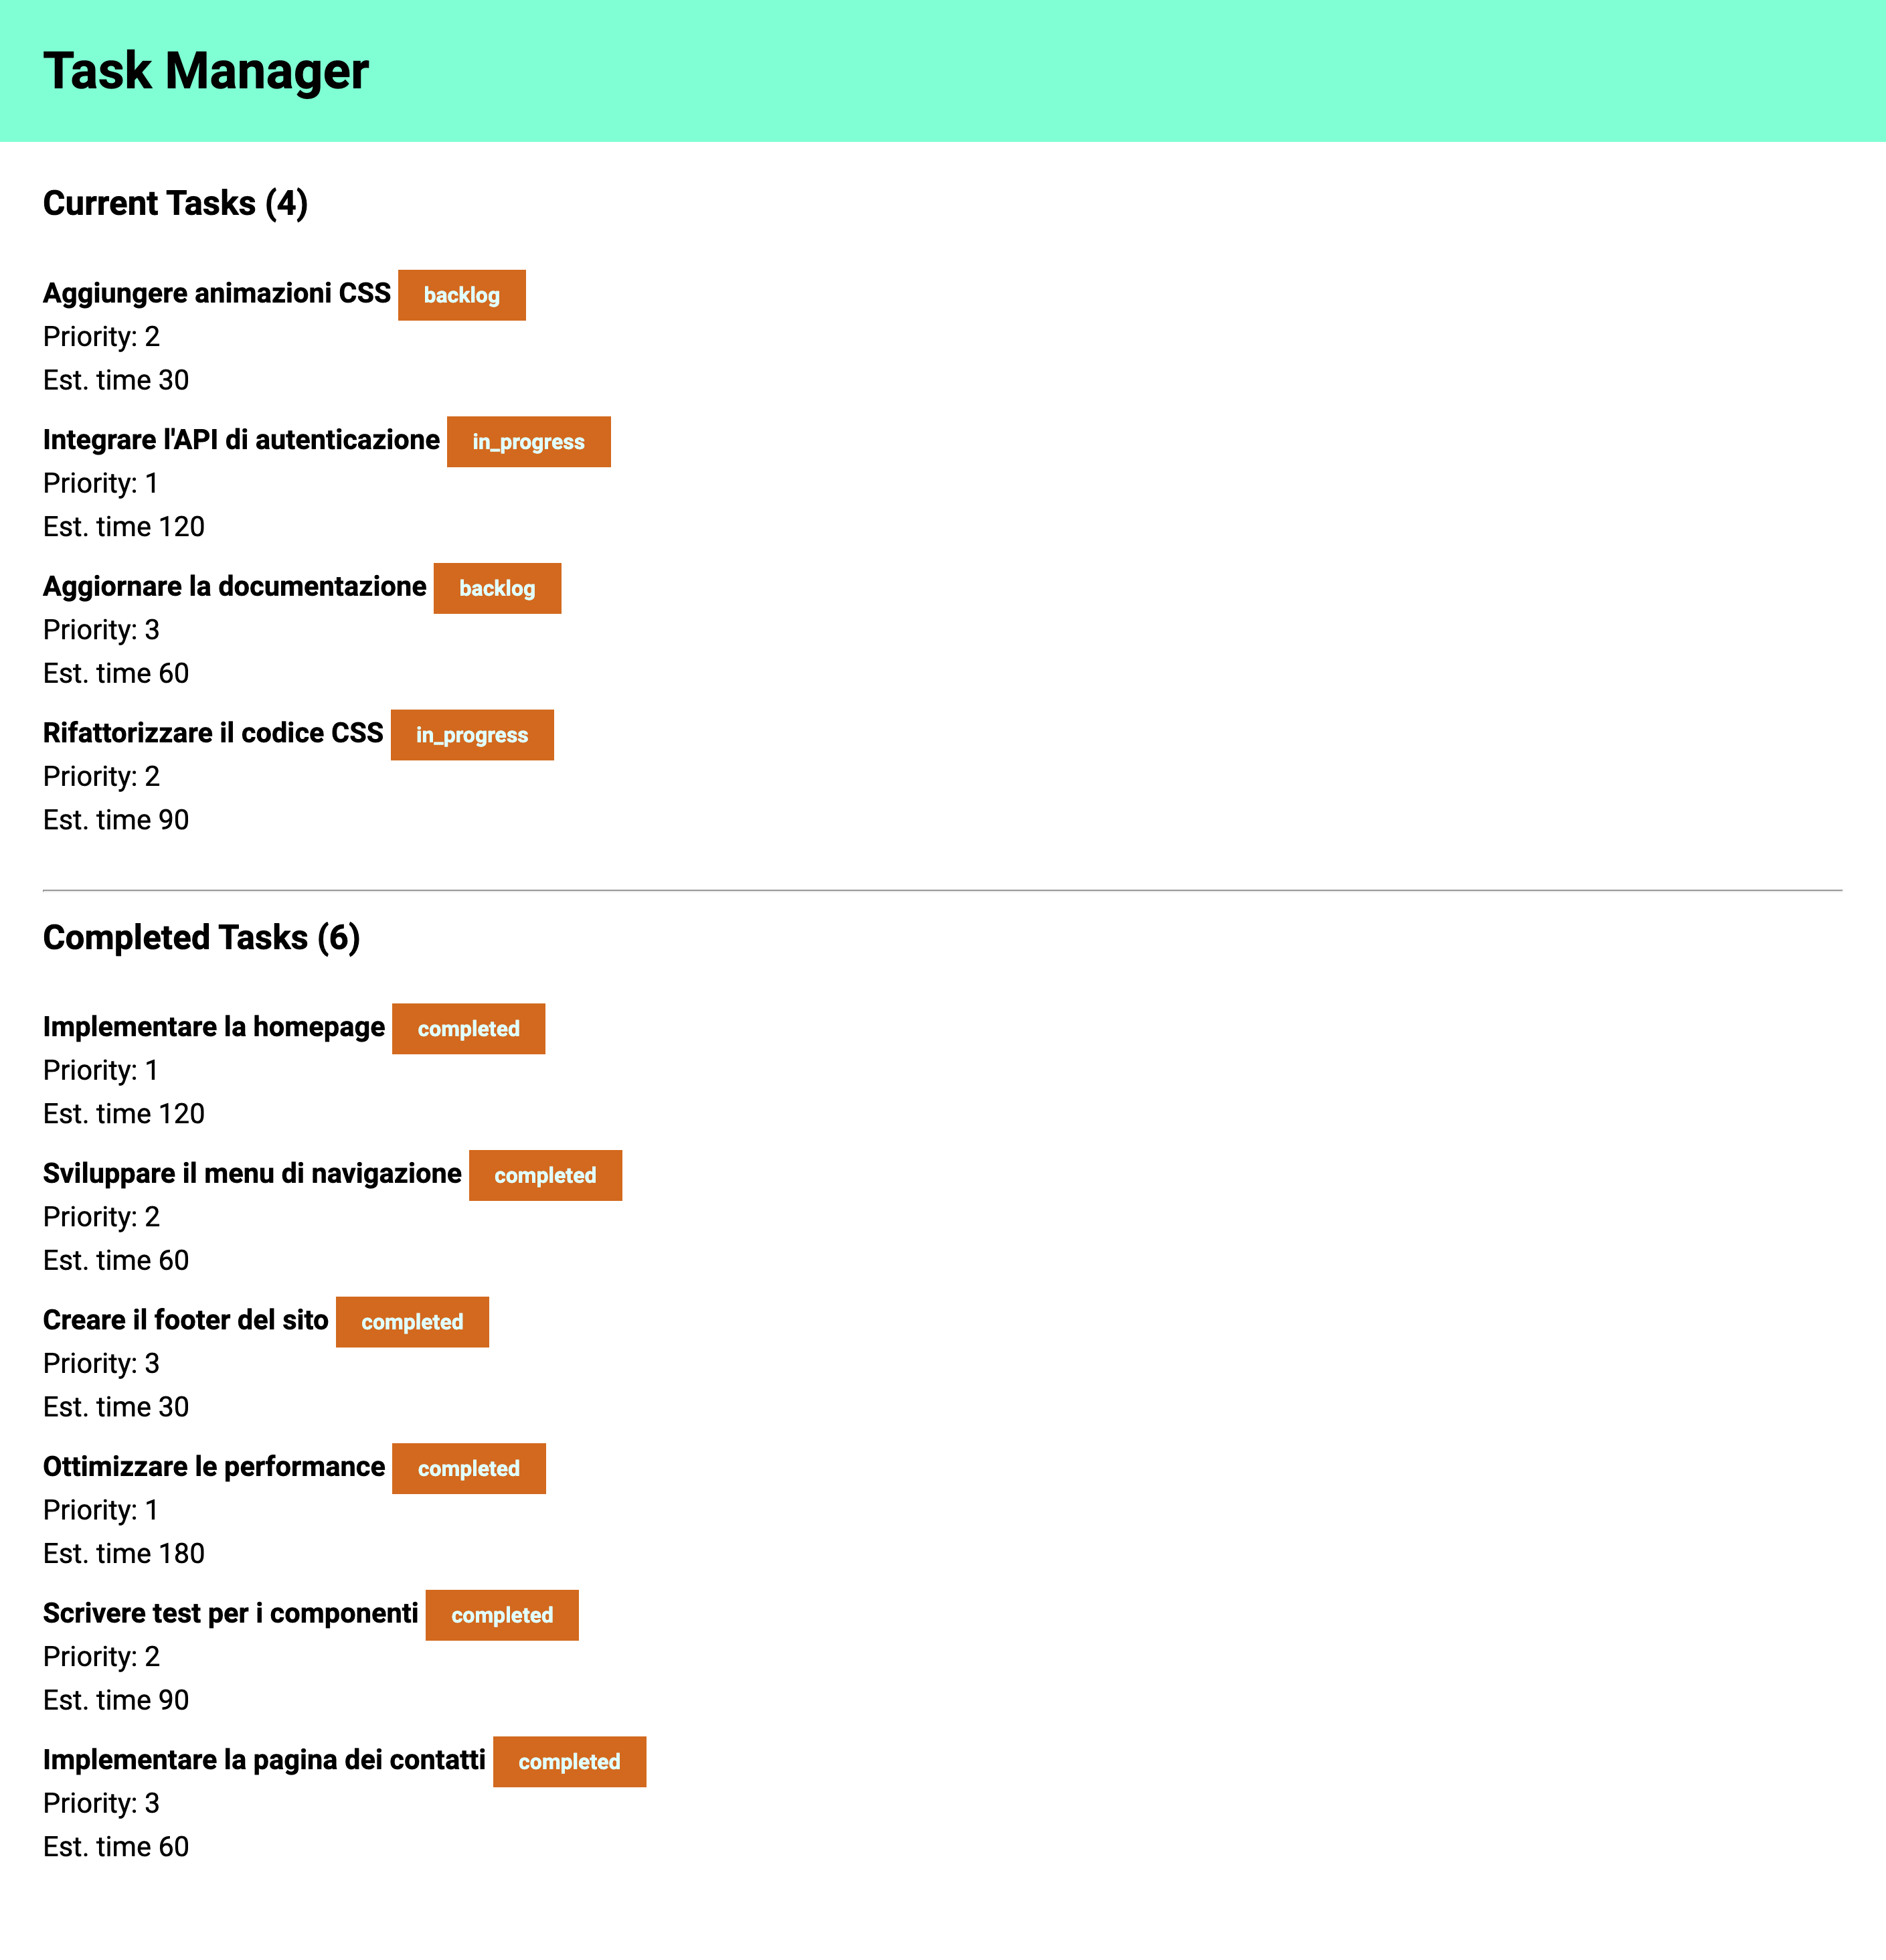 Task Manager
Current Tasks (4)
Aggiungere animazioni CSS backlog
Priority: 2
Est. time 30
Integrare l'API di autenticazione in_progress
Priority: 1
Est. time 120
Aggiornare la documentazione backlog
Priority: 3
Est. time 60
Rifattorizzare il codice CSS in_progress
Priority: 2
Est. time 90
Completed Tasks (6)
Implementare la homepage completed
Priority: 1
Est. time 120
Sviluppare il menu di navigazione completed
Priority: 2
Est. time 60
Creare il footer del sito completed
Priority: 3
Est. time 30
Ottimizzare le performance completed
Priority: 1
Est. time 180
Scrivere test per i componenti completed
Priority: 2
Est. time 90
Implementare la pagina dei contatti completed
Priority: 3
Est. time 60